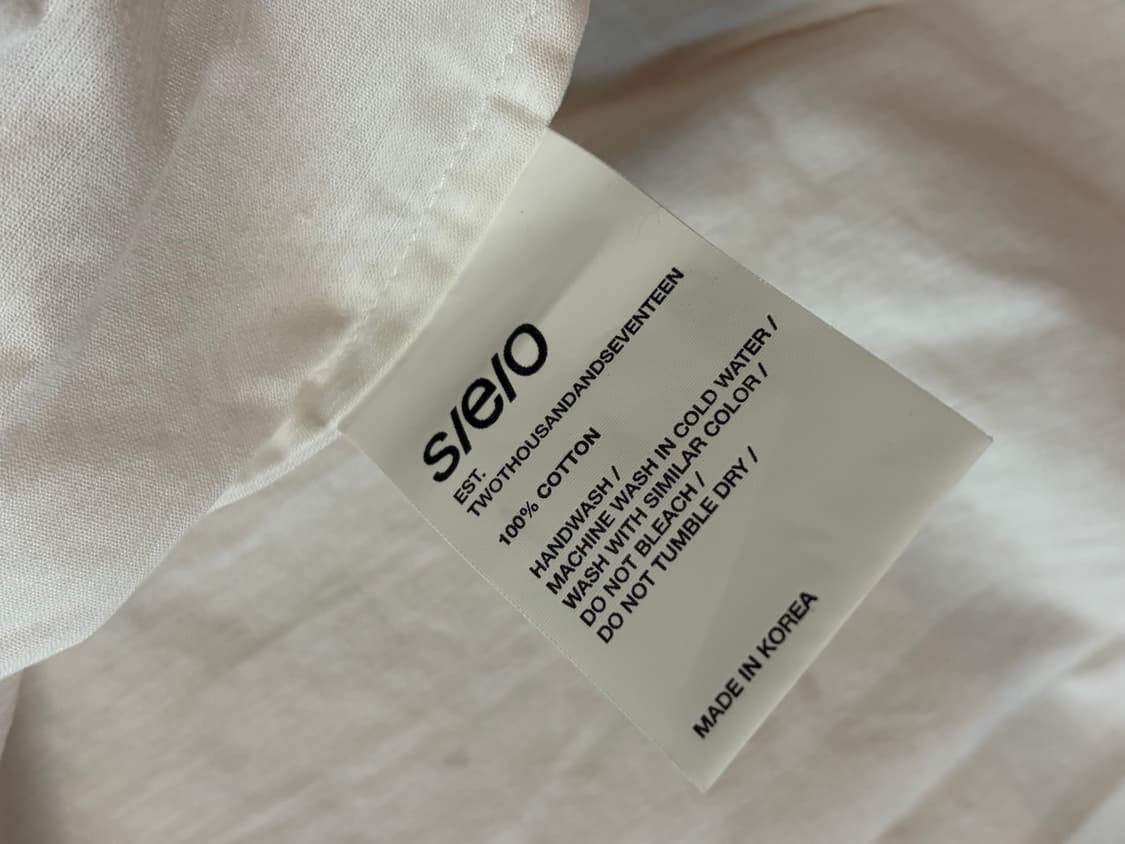 s/e/o
EST.
TWOTHOUSANDANDSEVENTEEN
100% COTTON
HANDWASH /
MACHINE WASH IN COLD WATER /
WASH WITH SIMILAR COLOR /
DO NOT BLEACH /
DO NOT TUMBLE DRY /
MADE IN KOREA